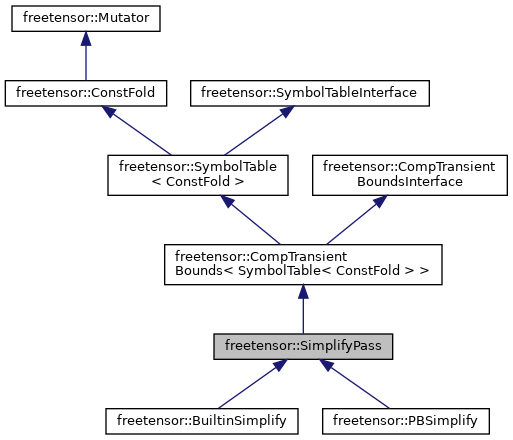 freetensor::Mutator
freetensor::ConstFold
freetensor::SymbolTableInterface
freetensor::SymbolTable
< ConstFold >
freetensor::CompTransient
BoundsInterface
freetensor::CompTransient
Bounds< SymbolTable< ConstFold > >
freetensor::SimplifyPass
freetensor::BuiltinSimplify
freetensor::PBSimplify